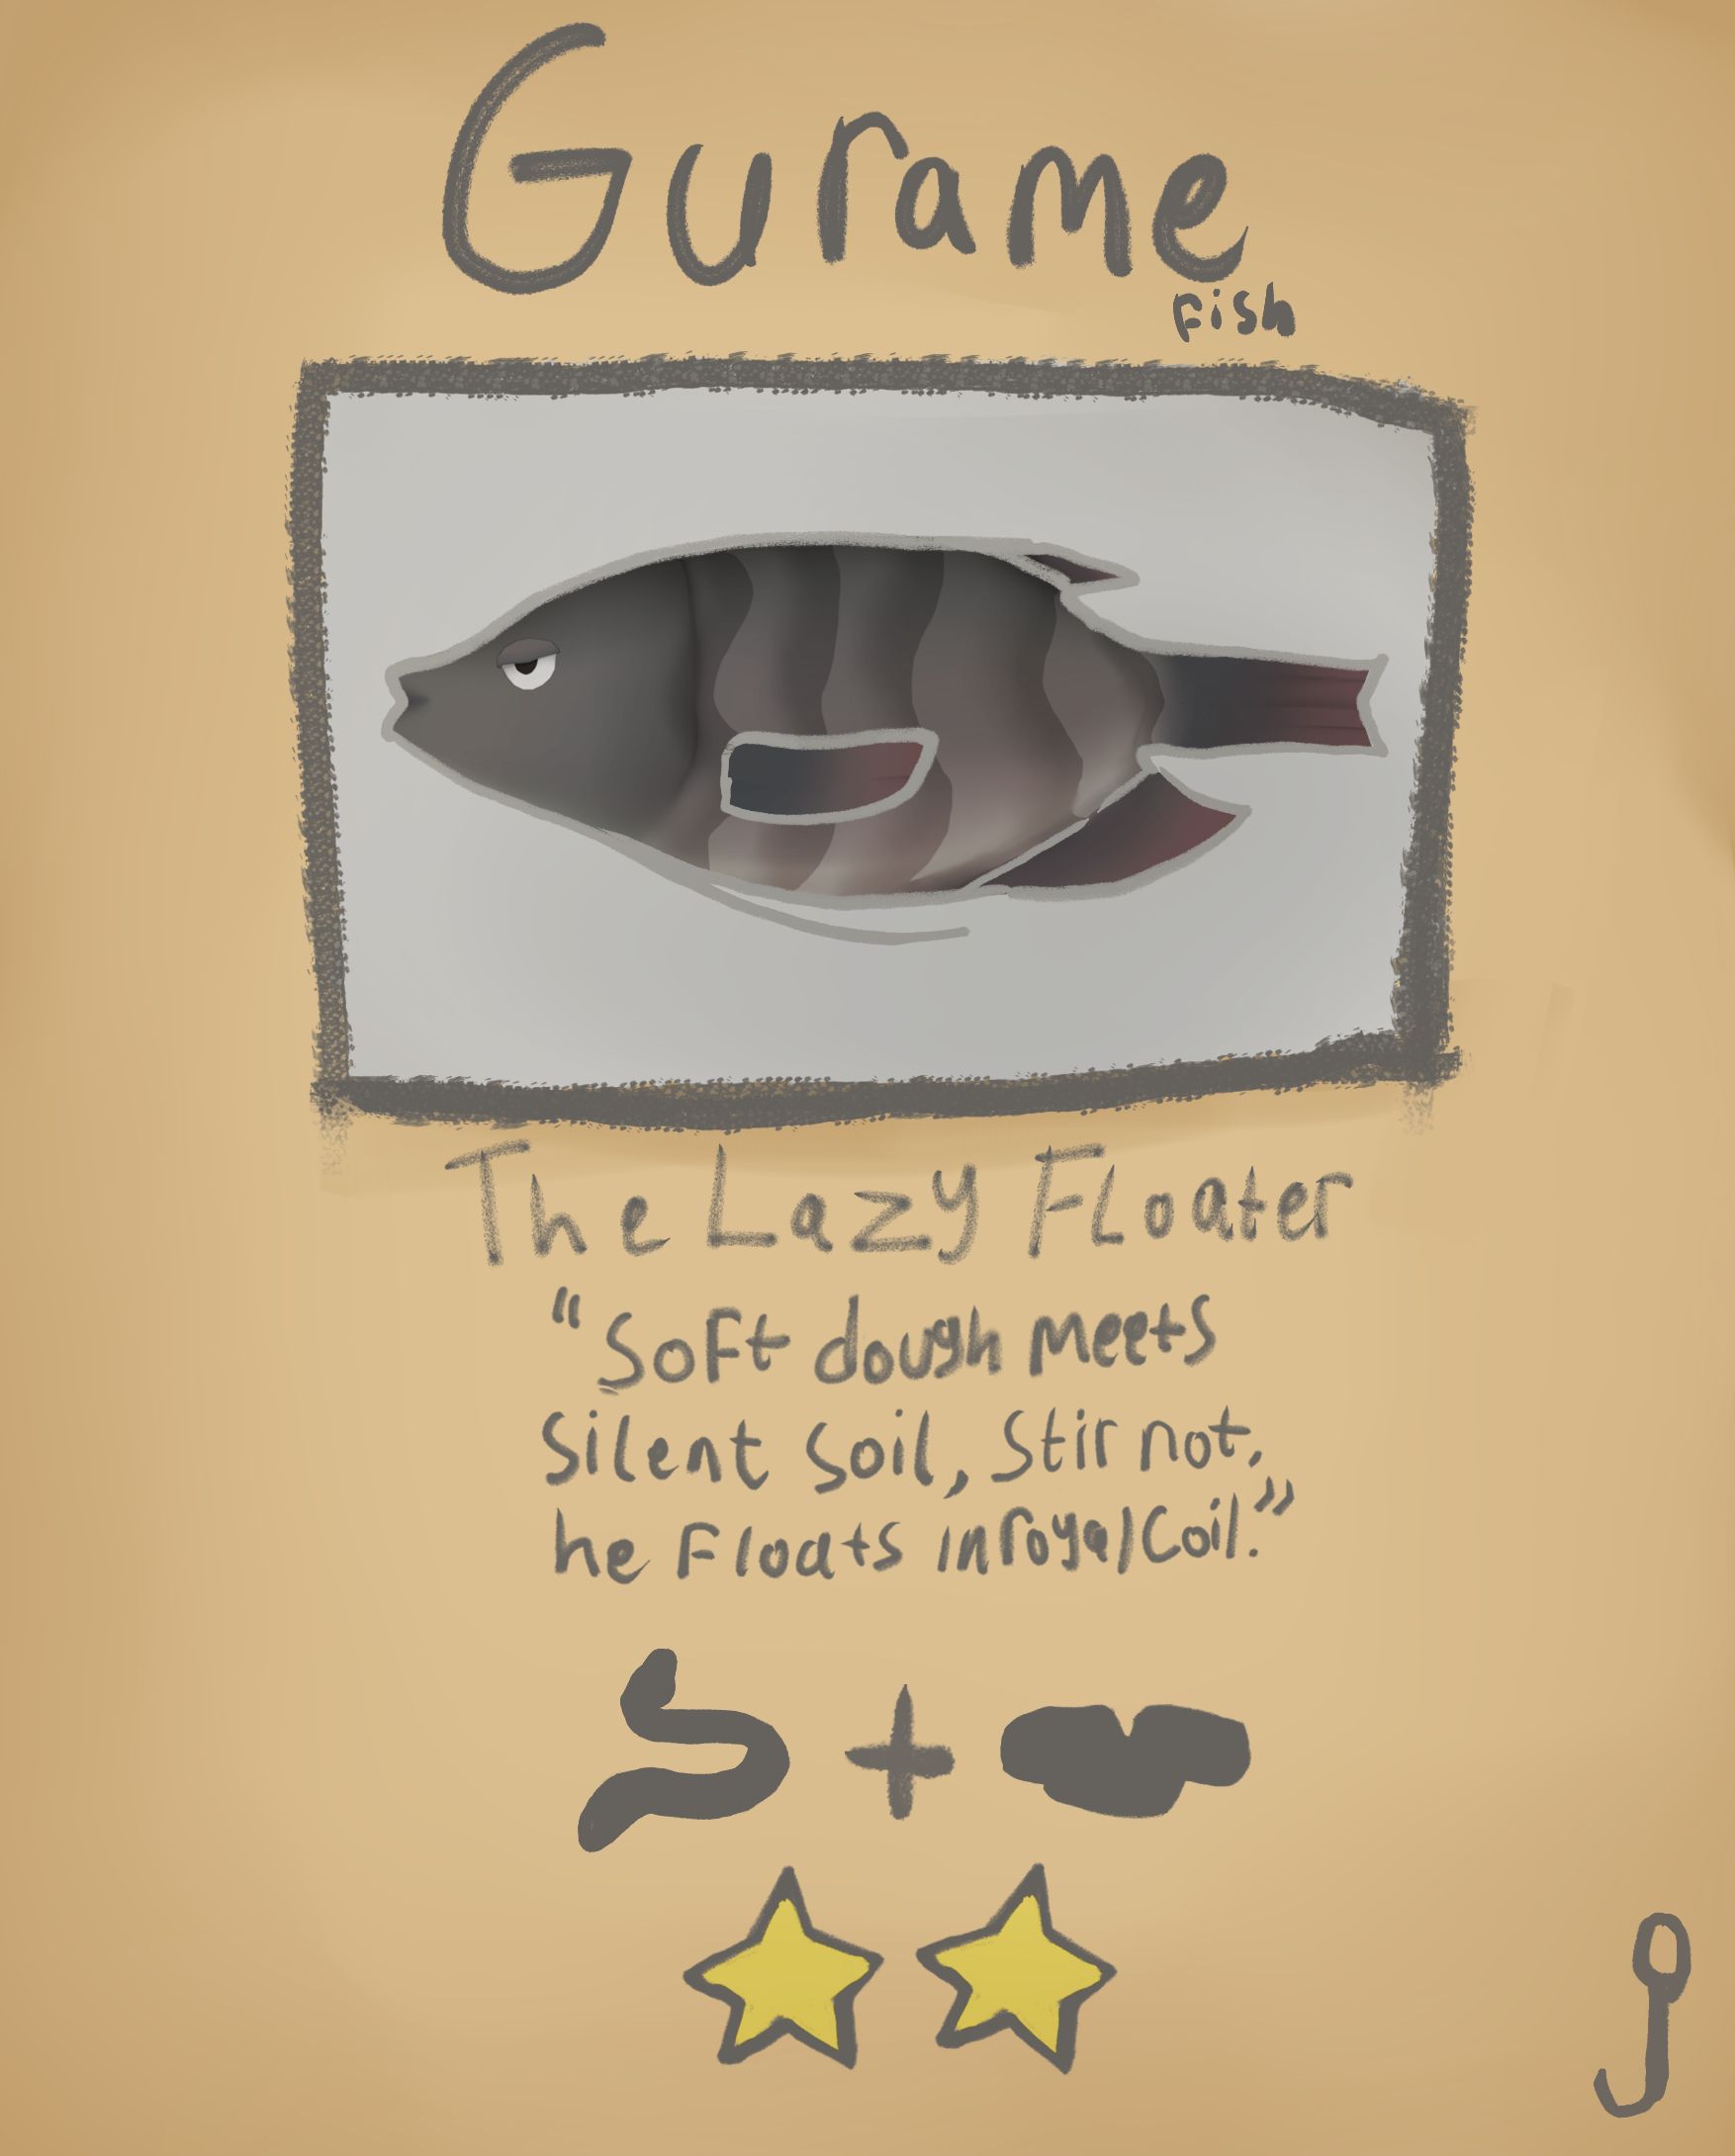 Gurame
fish
The Lazy Floater
“Soft dough meets
silent soil, stir not,
he floats in royal coil.”
+